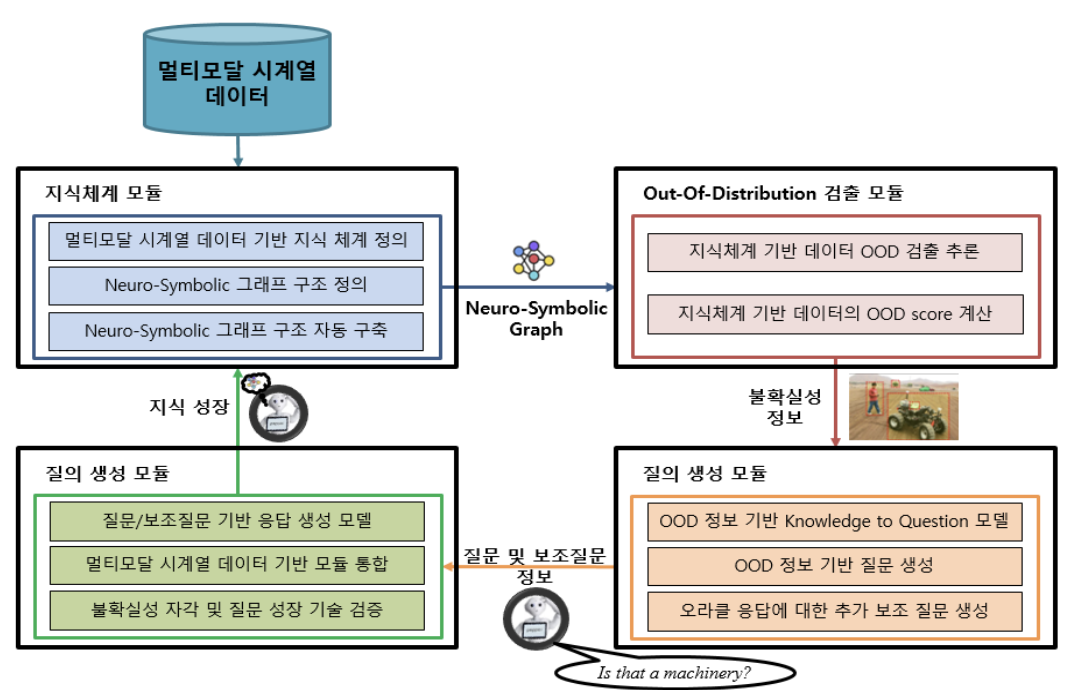 멀티모달 시계열
데이터
지식체계 모듈
멀티모달 시계열 데이터 기반 지식 체계 정의
Neuro-Symbolic 그래프 구조 정의
Neuro-Symbolic 그래프 구조 자동 구축
Neuro-Symbolic
Graph
Out-Of-Distribution 검출 모듈
지식체계 기반 데이터 OOD 검출 추론
지식체계 기반 데이터의 OOD score 계산
불확실성
정보
질의 생성 모듈
OOD 정보 기반 Knowledge to Question 모델
OOD 정보 기반 질문 생성
오라클 응답에 대한 추가 보조 질문 생성
질문 및 보조질문
정보
Is that a machinery?
질의 생성 모듈
질문/보조질문 기반 응답 생성 모델
멀티모달 시계열 데이터 기반 모듈 통합
불확실성 자각 및 질문 성장 기술 검증
지식 성장